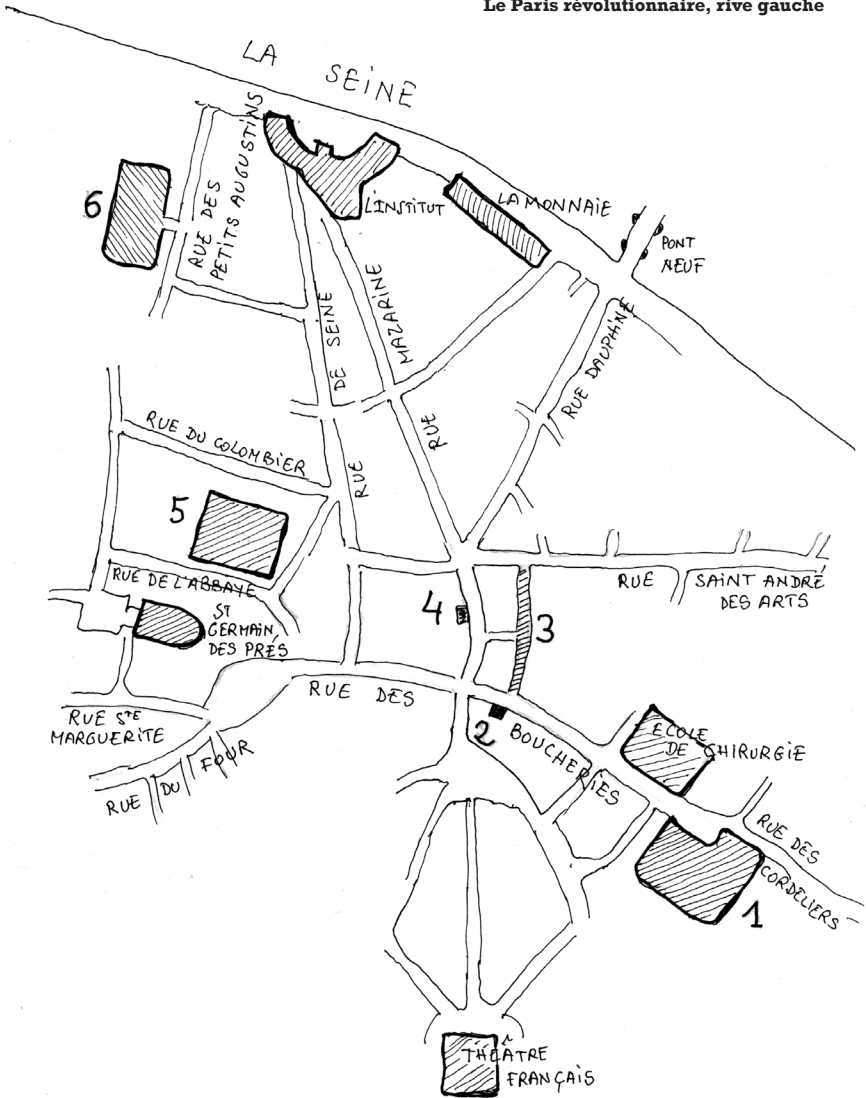 Le Paris révolutionnaire, rive gauche
LA SEINE
6
RUE DES
PETITS AUGUSTINS
L'INSTITUT
LA MONNAIE
PONT
NEUF
RUE DE SEINE
RUE MAZARINE
RUE DAUPHINE
RUE DU COLOMBIER
5
RUE DE L'ABBAYE
ST
GERMAIN
DES PRÉS
4
3
RUE SAINT ANDRÉ
DES ARTS
RUE DES BOUCHERIES
2
RUE STE
MARGUERITE
RUE DU FOUR
ECOLE
DE CHIRURGIE
RUE DES
CORDELIERS
1
THÉÂTRE
FRANÇAIS